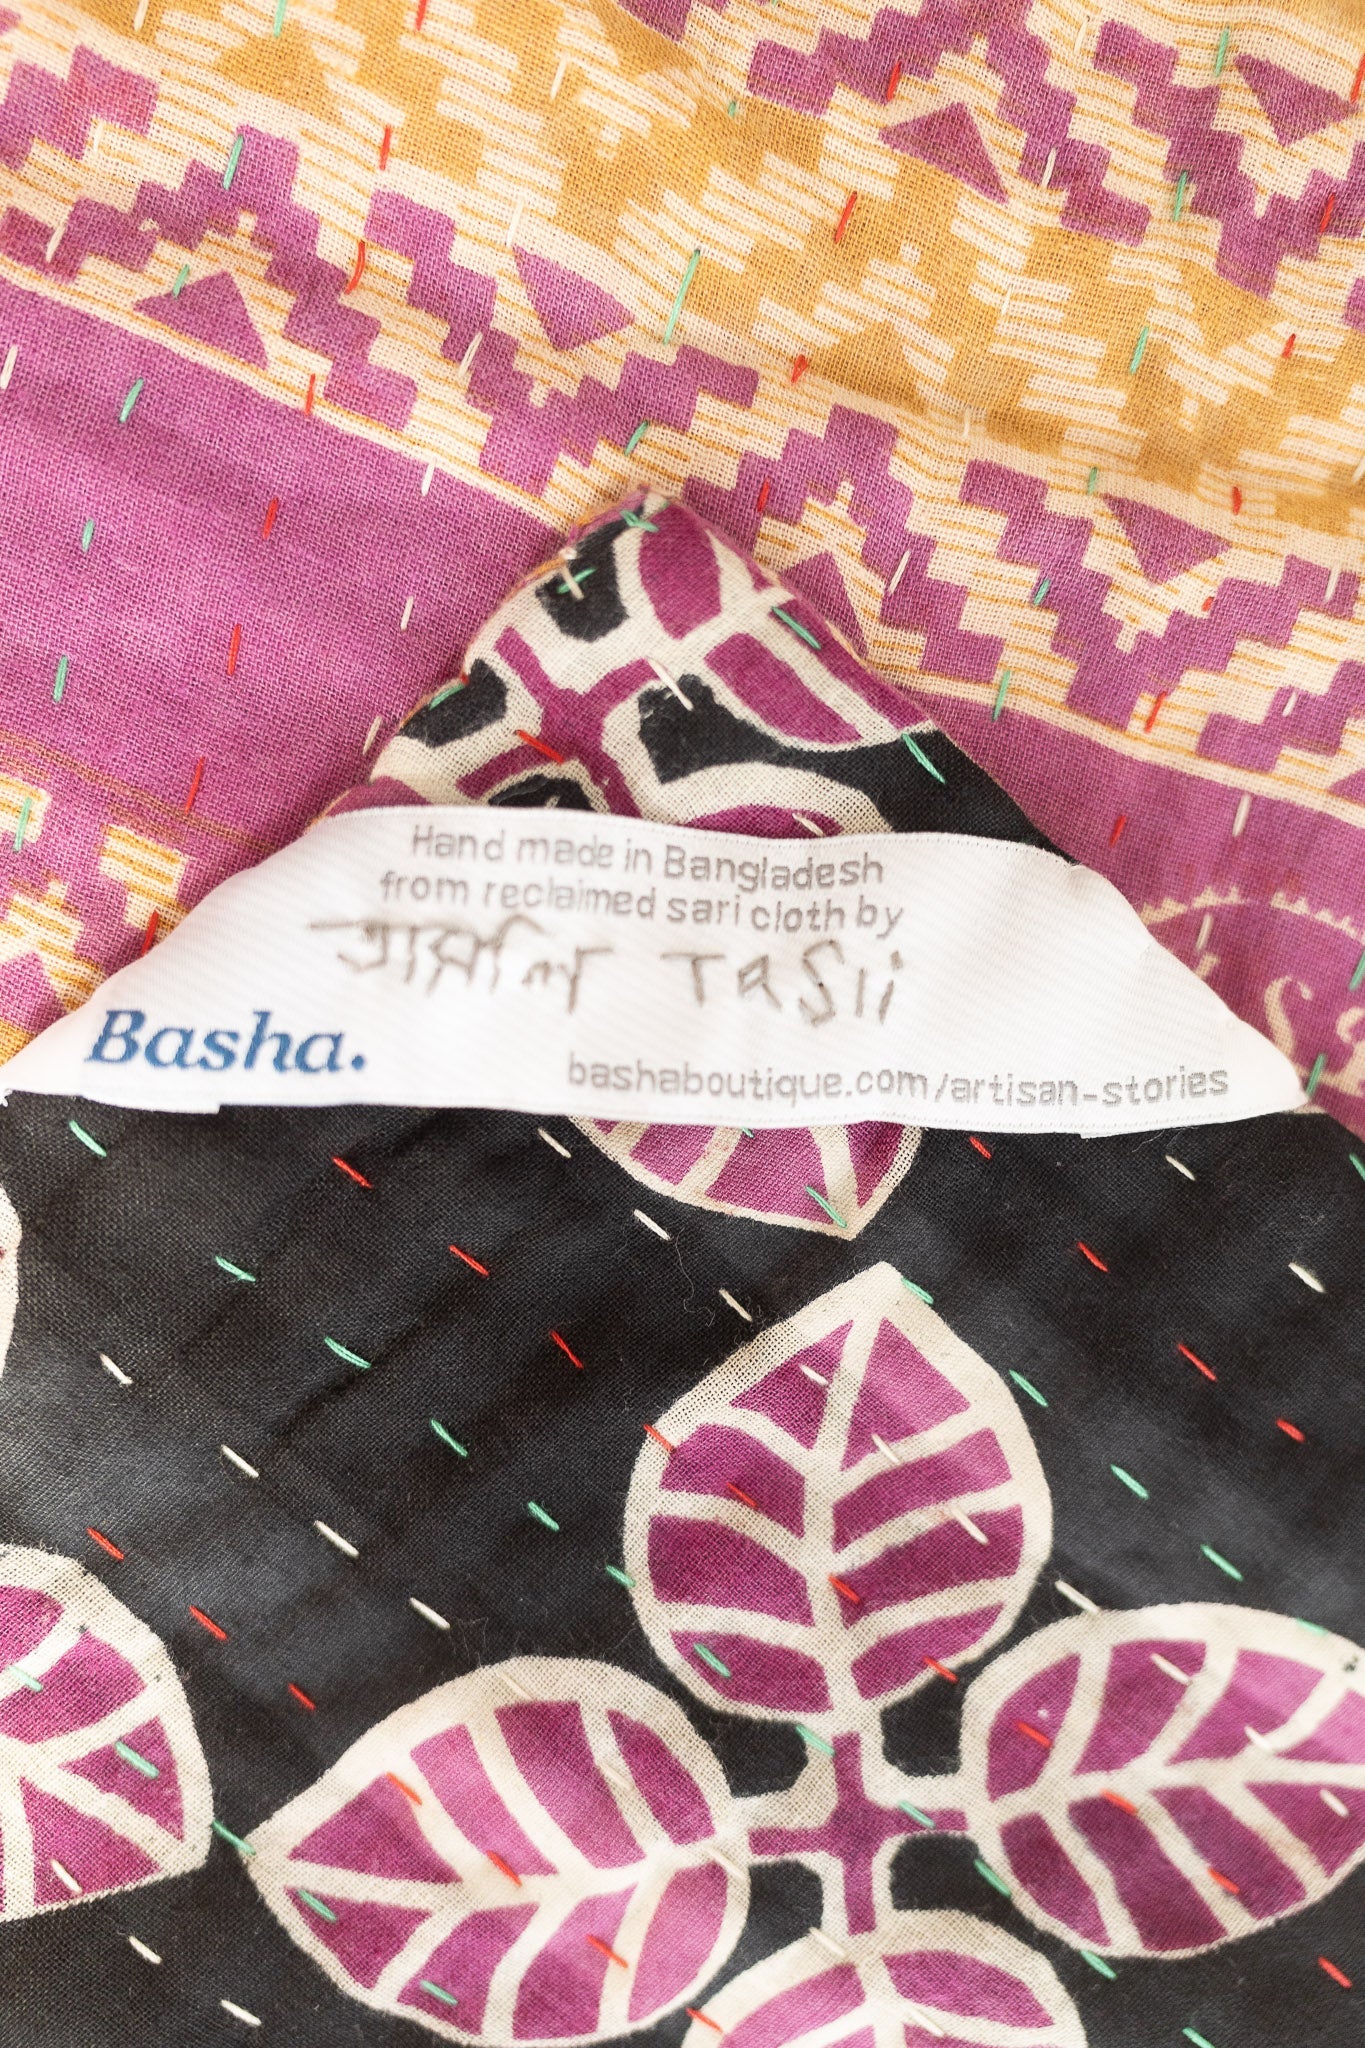 Hand made in Bangladesh
from reclaimed sari cloth by
TaSli
Basha.
bashaboutique.com/artisan-stories